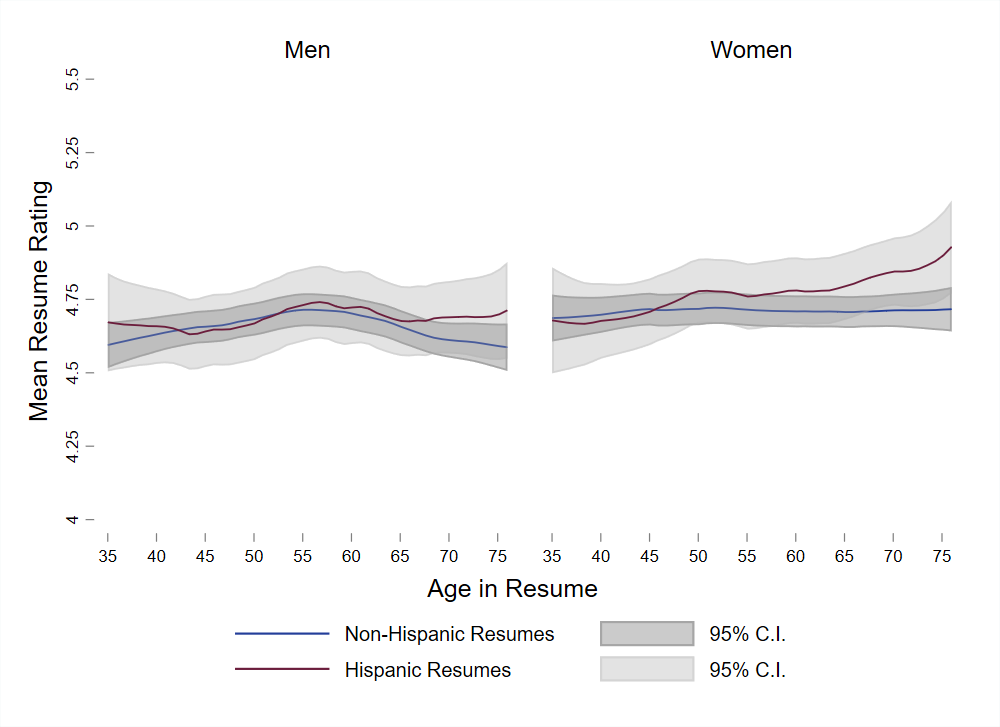 Men
Women
Mean Resume Rating
5.5
5.25
5
4.75
4.5
4.25
4
35 40 45 50 55 60 65 70 75
35 40 45 50 55 60 65 70 75
Age in Resume
Non-Hispanic Resumes 95% C.I.
Hispanic Resumes 95% C.I.